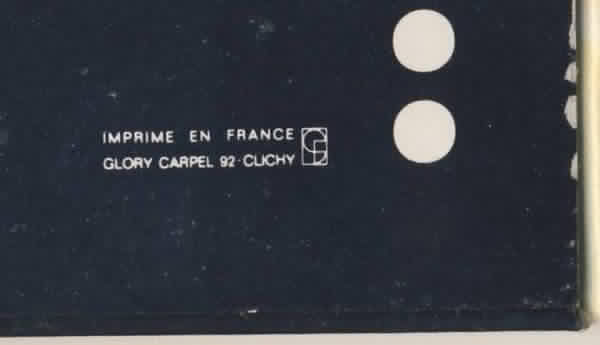 IMPRIME EN FRANCE
GLORY CARPEL 92-CLICHY